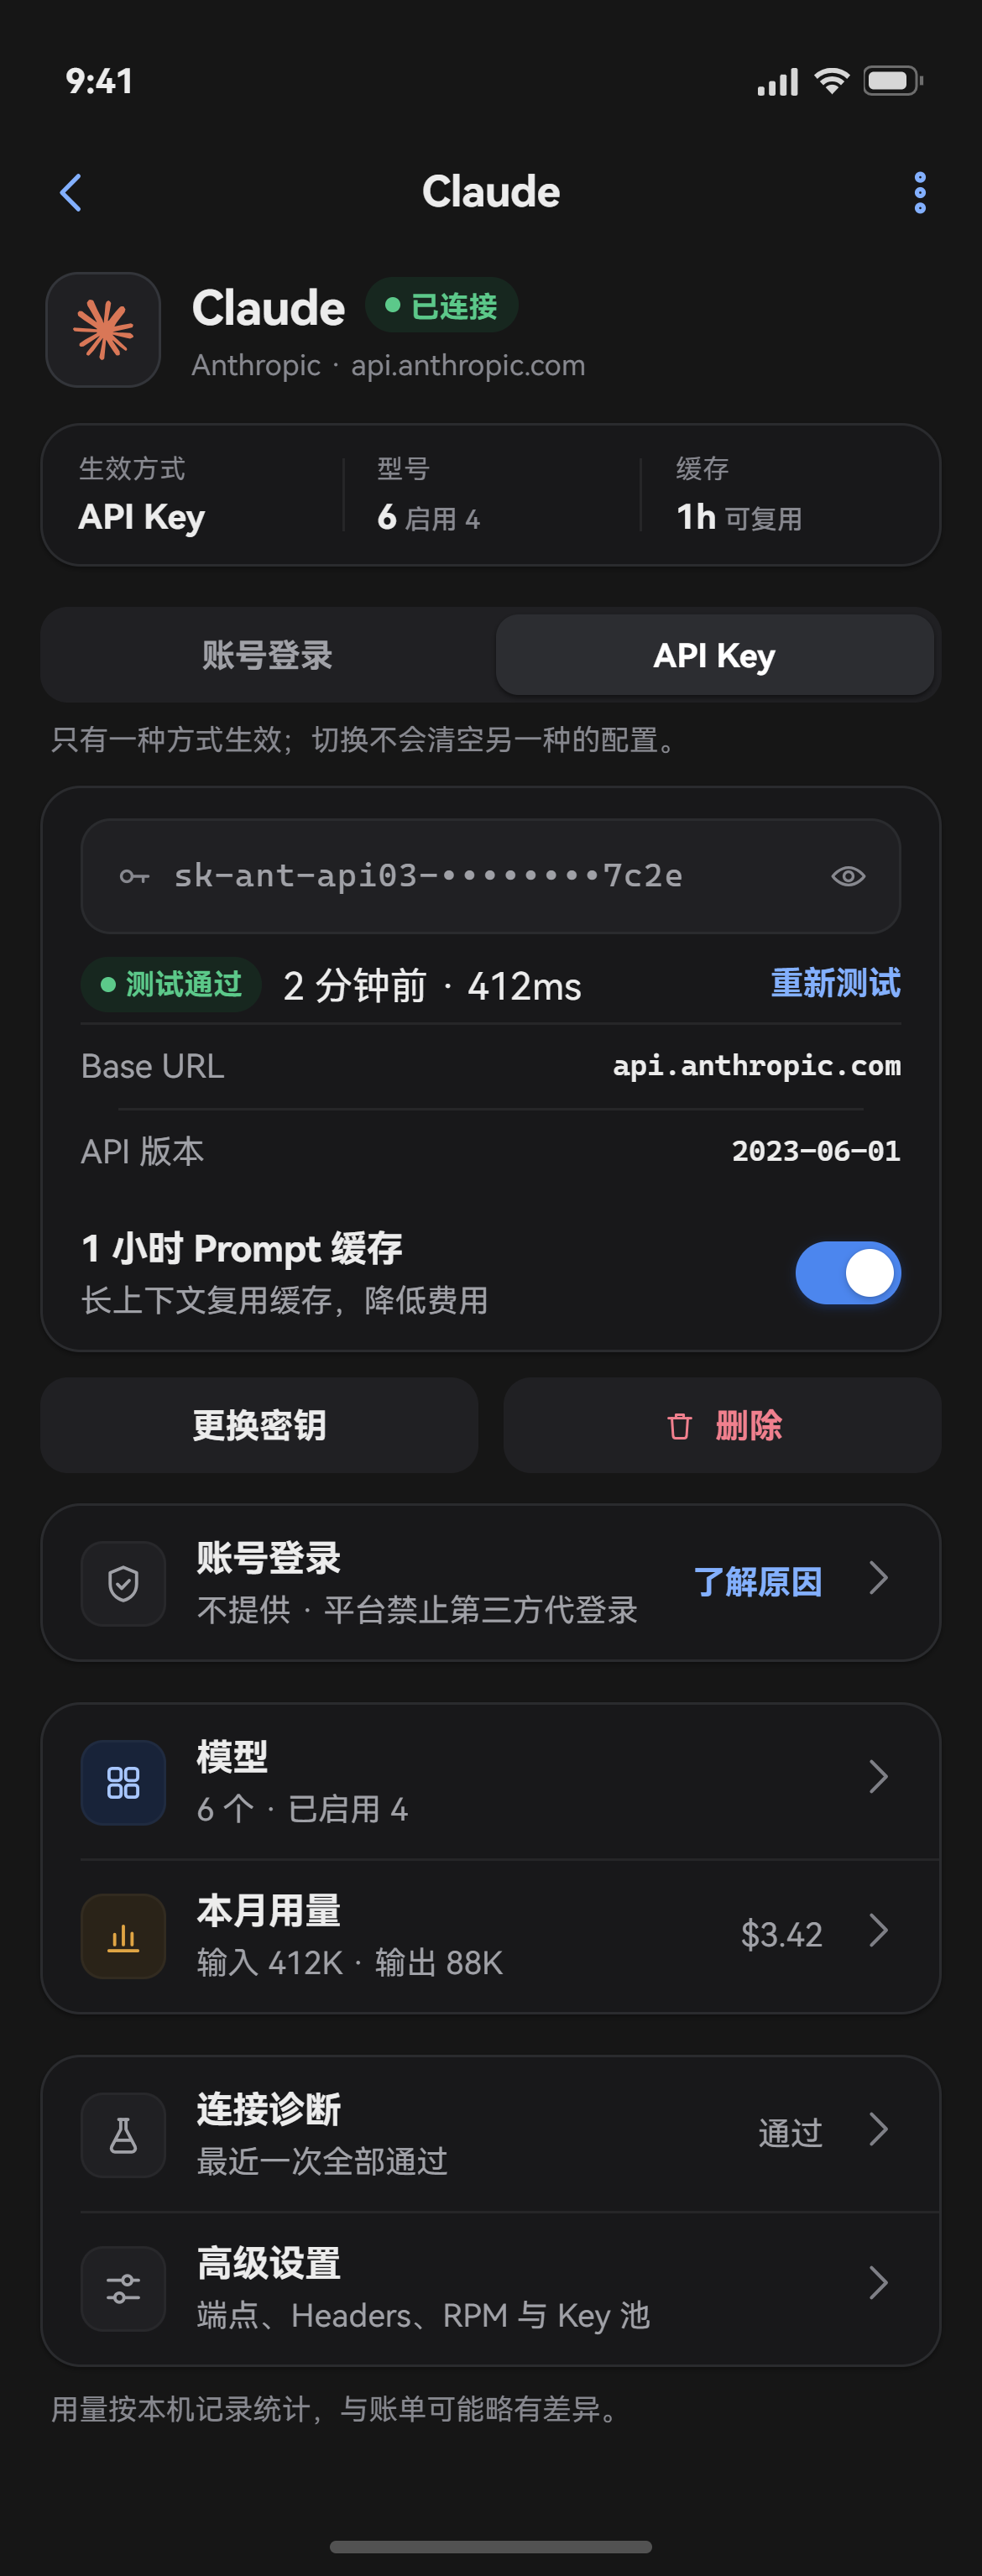 9:41
Claude
Claude 已连接
Anthropic · api.anthropic.com
生效方式 型号 缓存
API Key 6 启用 4 1h 可复用
账号登录 API Key
只有一种方式生效；切换不会清空另一种的配置。
sk-ant-api03-••••••••7c2e
测试通过 2 分钟前 · 412ms 重新测试
Base URL api.anthropic.com
API 版本 2023-06-01
1 小时 Prompt 缓存
长上下文复用缓存，降低费用
更换密钥 删除
账号登录
不提供 · 平台禁止第三方代登录 了解原因
模型
6 个 · 已启用 4
本月用量
输入 412K · 输出 88K $3.42
连接诊断
最近一次全部通过 通过
高级设置
端点、Headers、RPM 与 Key 池
用量按本机记录统计，与账单可能略有差异。